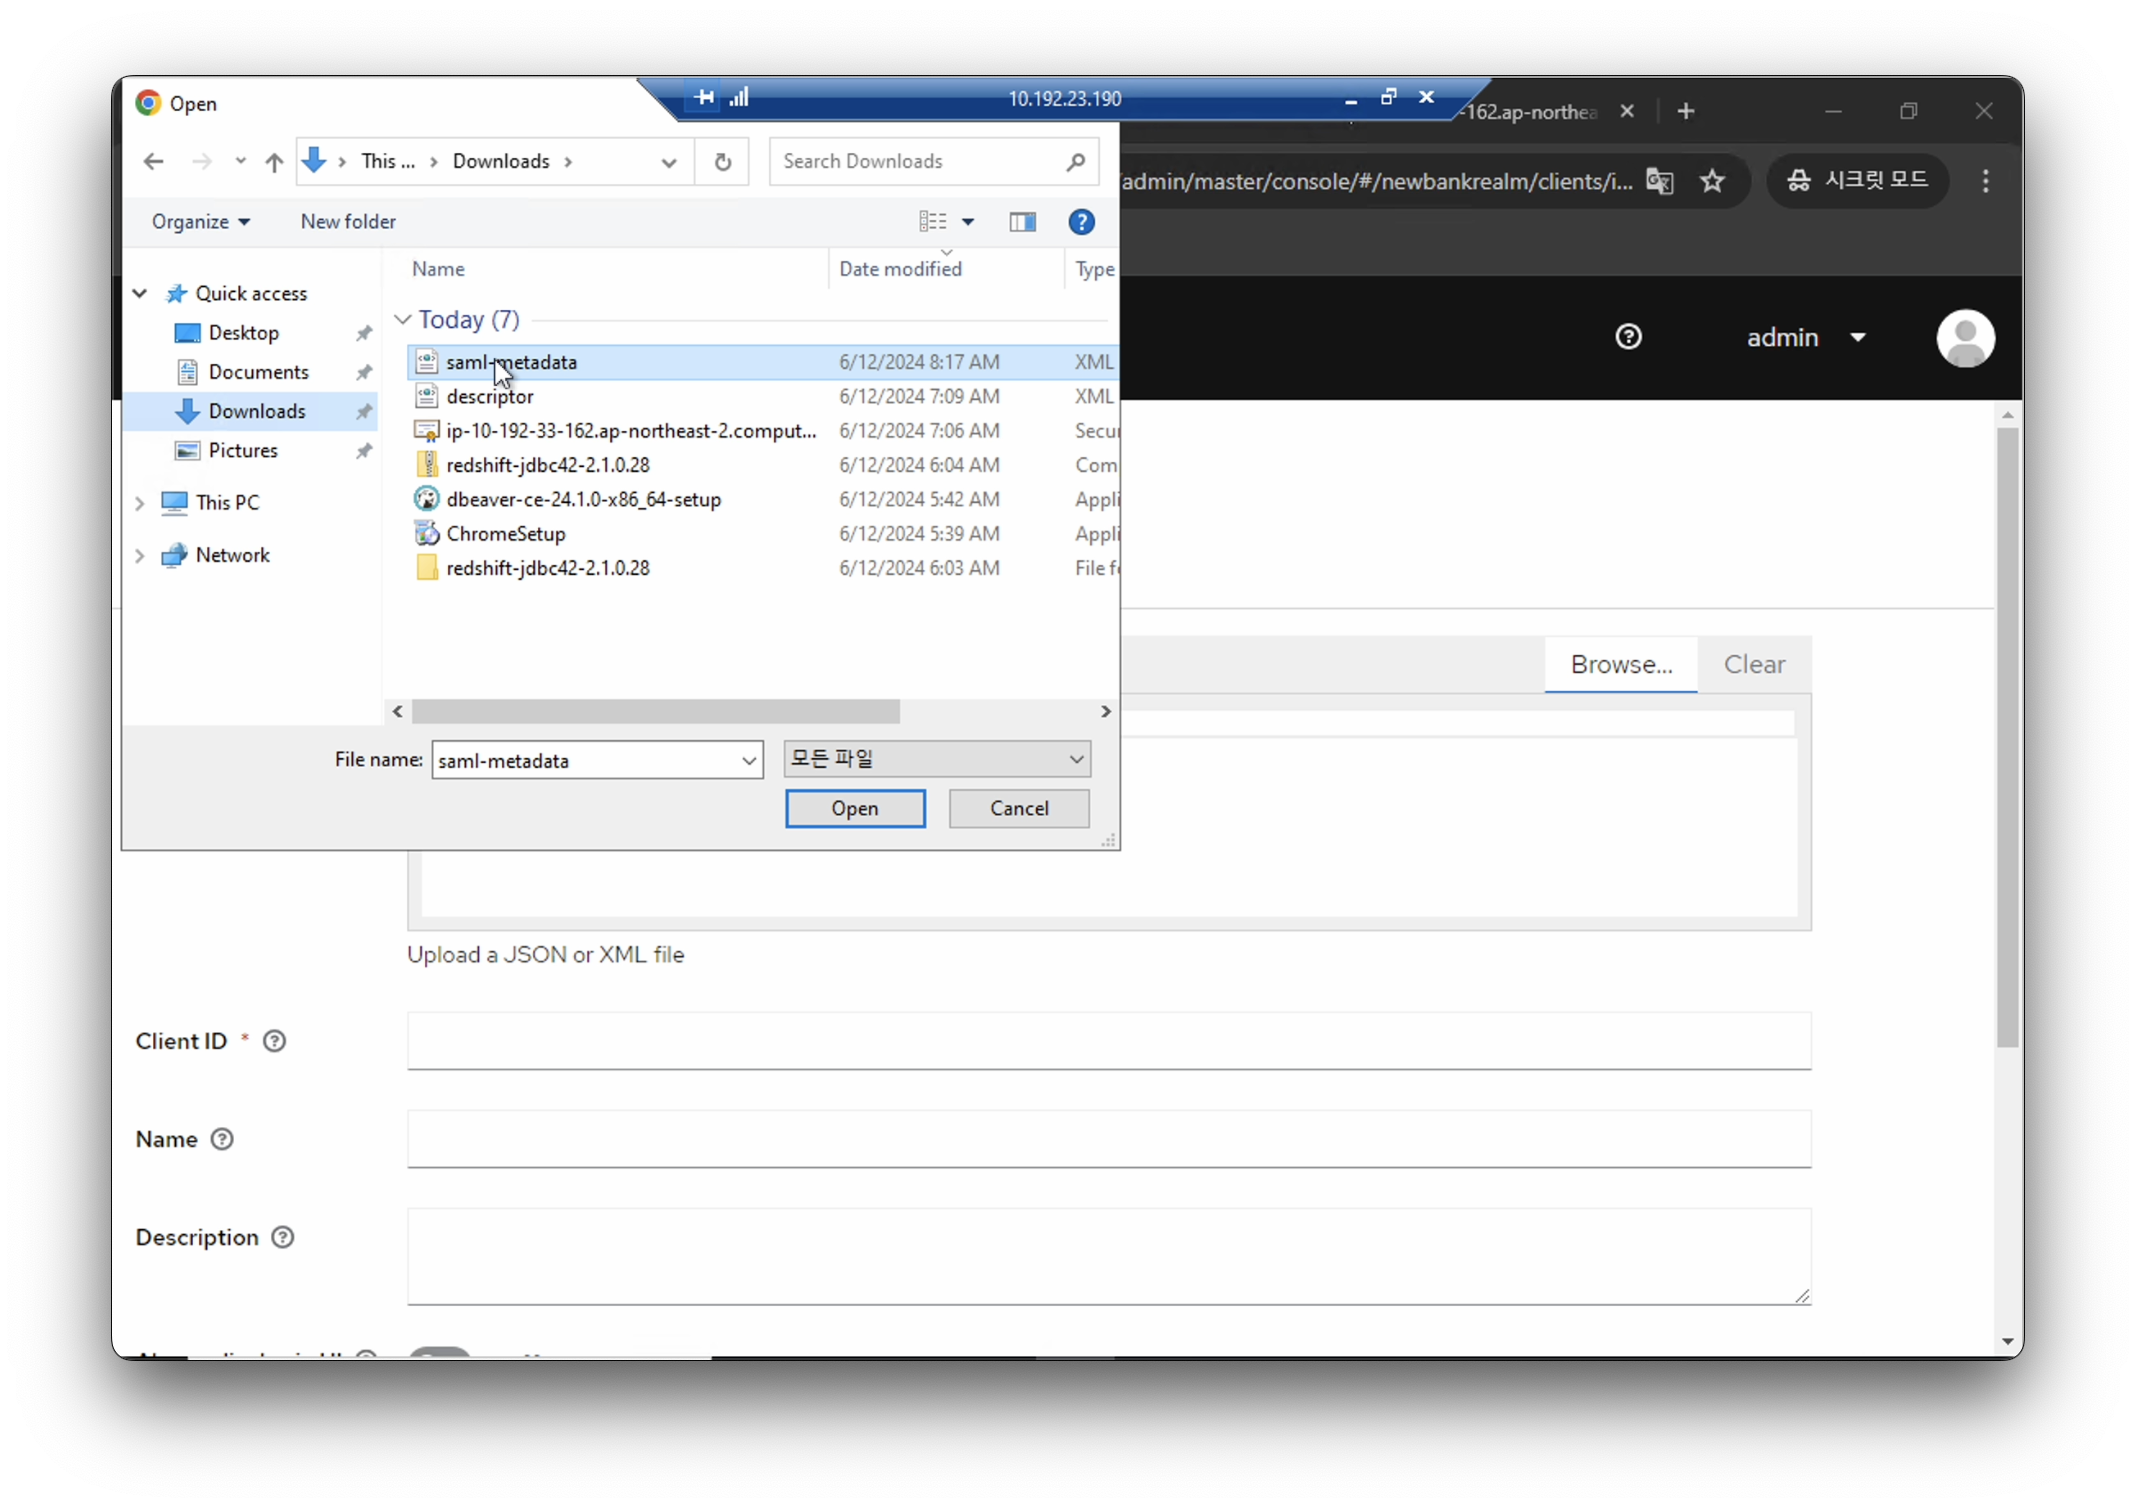 Open
10.192.23.190
-162.ap-northea
This ...
Downloads
Search Downloads
/admin/master/console/#/newbankrealm/clients/i...
시크릿 모드
Organize
New folder
Name
Date modified
Type
Quick access
Desktop
Documents
Downloads
Pictures
This PC
Network
Today (7)
saml-metadata 6/12/2024 8:17 AM XML
descriptor 6/12/2024 7:09 AM XML
ip-10-192-33-162.ap-northeast-2.comput... 6/12/2024 7:06 AM Secu
redshift-jdbc42-2.1.0.28 6/12/2024 6:04 AM Com
dbeaver-ce-24.1.0-x86_64-setup 6/12/2024 5:42 AM Appli
ChromeSetup 6/12/2024 5:39 AM Appli
redshift-jdbc42-2.1.0.28 6/12/2024 6:03 AM File f
admin
Browse...
Clear
File name:
saml-metadata
모든 파일
Open
Cancel
Upload a JSON or XML file
Client ID *
Name
Description